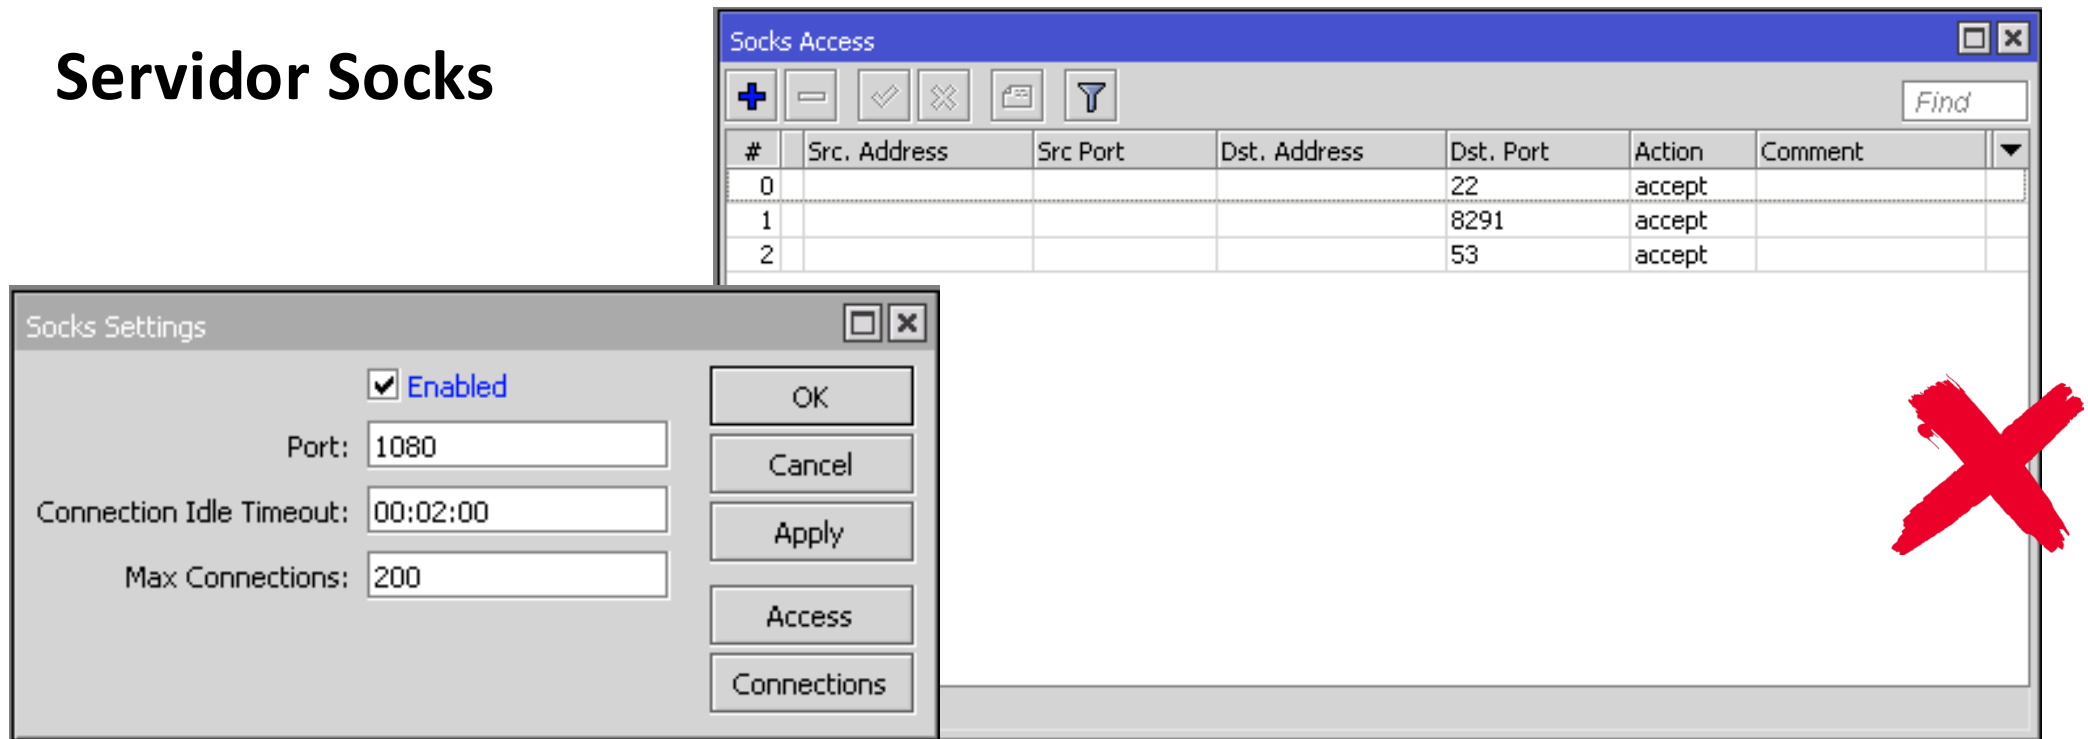 Servidor Socks
Socks Access
Find
# Src. Address Src Port Dst. Address Dst. Port Action Comment
0 22 accept
1 8291 accept
2 53 accept
Socks Settings
Enabled
Port: 1080
Connection Idle Timeout: 00:02:00
Max Connections: 200
OK
Cancel
Apply
Access
Connections